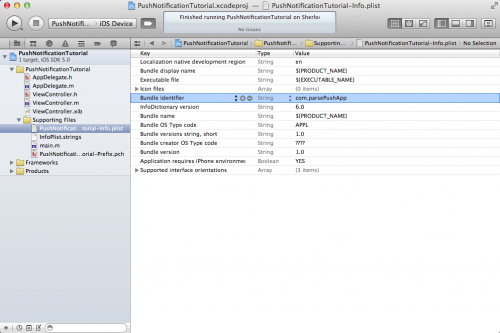 PushNotificationTutorial.xcodeproj — PushNotificationTutorial-Info.plist
PushNotifi... iOS Device
Finished running PushNotificationTutorial on Sherlo
No Issues
PushNotificationTutorial
1 target, iOS SDK 5.0
PushNotificationTutorial
AppDelegate.h
AppDelegate.m
ViewController.h
ViewController.m
ViewController.xib
Supporting Files
PushNotificat...torial-Info.plist
InfoPlist.strings
main.m
PushNotificat...torial-Prefix.pch
Frameworks
Products
PushNotificationTutorial PushNotifi... Supportin... PushNotificationTutorial-Info.plist No Selection
Key Type Value
Localization native development region String en
Bundle display name String ${PRODUCT_NAME}
Executable file String ${EXECUTABLE_NAME}
Icon files Array (0 items)
Bundle identifier String com.parsePushApp
InfoDictionary version String 6.0
Bundle name String ${PRODUCT_NAME}
Bundle OS Type code String APPL
Bundle versions string, short String 1.0
Bundle creator OS Type code String ????
Bundle version String 1.0
Application requires iPhone environmen Boolean YES
Supported interface orientations Array (3 items)